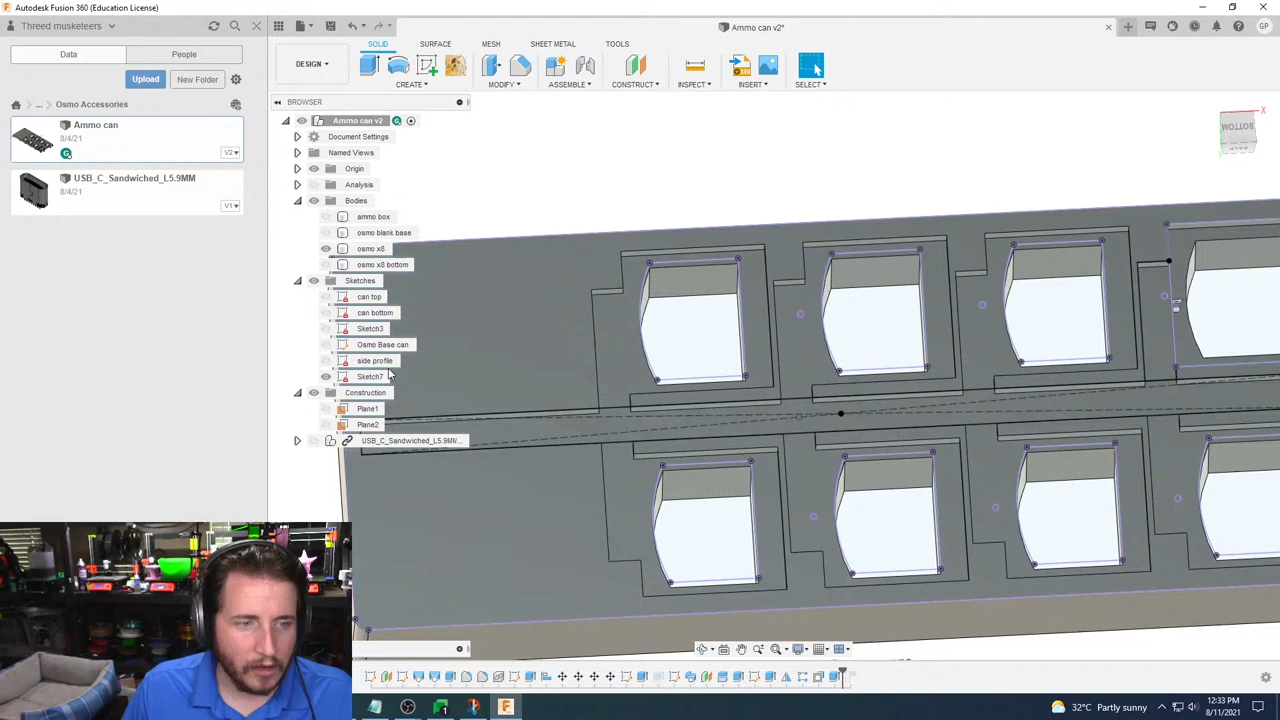 Autodesk Fusion 360 (Education License)
Threed musketeers
Ammo can v2*
GP
Data
People
DESIGN
SOLID
SURFACE
MESH
SHEET METAL
TOOLS
CREATE
MODIFY
ASSEMBLE
CONSTRUCT
INSPECT
INSERT
SELECT
Upload
New Folder
... Osmo Accessories
Ammo can
8/4/21
G
V2
USB_C_Sandwiched_L5.9MM
8/4/21
V1
BROWSER
Ammo can v2
G
Document Settings
Named Views
Origin
Analysis
Bodies
ammo box
osmo blank base
osmo x8
osmo x8 bottom
Sketches
can top
can bottom
Sketch3
Osmo Base can
side profile
Sketch7
Construction
Plane1
Plane2
USB_C_Sandwiched_L5.9MM...
X
BOTTOM
BACK
32°C Partly sunny
12:33 PM
8/11/2021